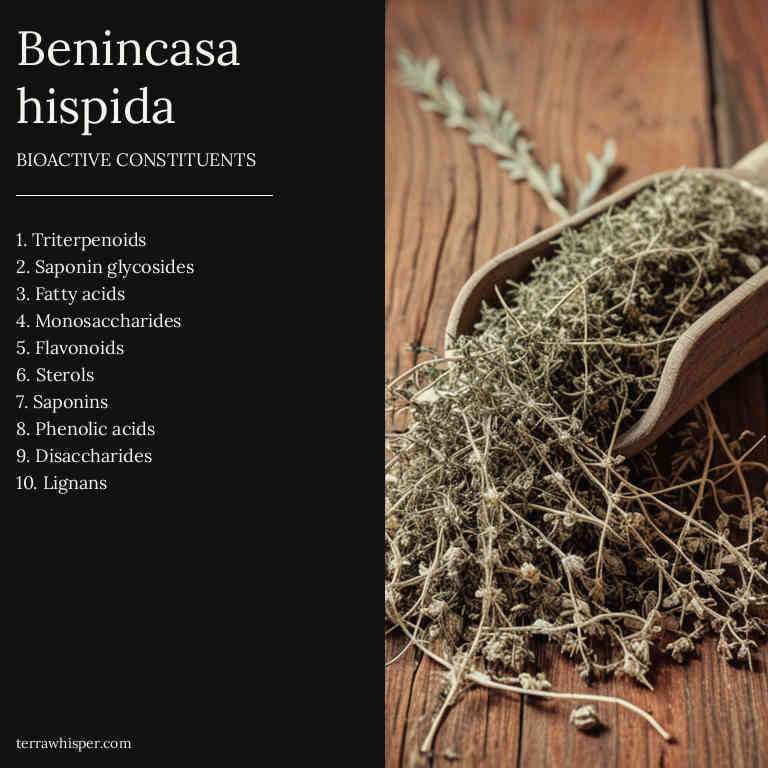 Benincasa
hispida
BIOACTIVE CONSTITUENTS
1. Triterpenoids
2. Saponin glycosides
3. Fatty acids
4. Monosaccharides
5. Flavonoids
6. Sterols
7. Saponins
8. Phenolic acids
9. Disaccharides
10. Lignans
terrawhisper.com